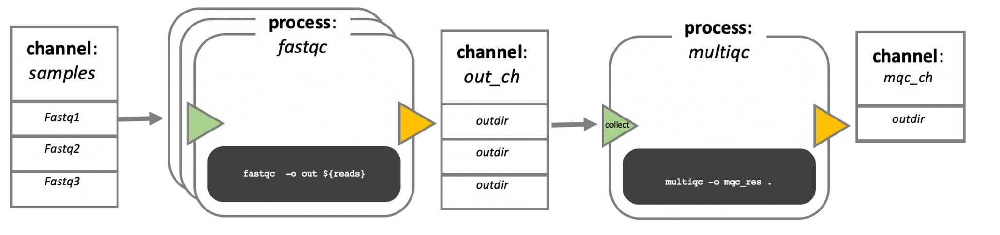 channel:
samples
Fastq1
Fastq2
Fastq3
process:
fastqc
fastqc -o out ${reads}
channel:
out_ch
outdir
outdir
outdir
process:
multiqc
collect
multiqc -o mqc_res .
channel:
mqc_ch
outdir